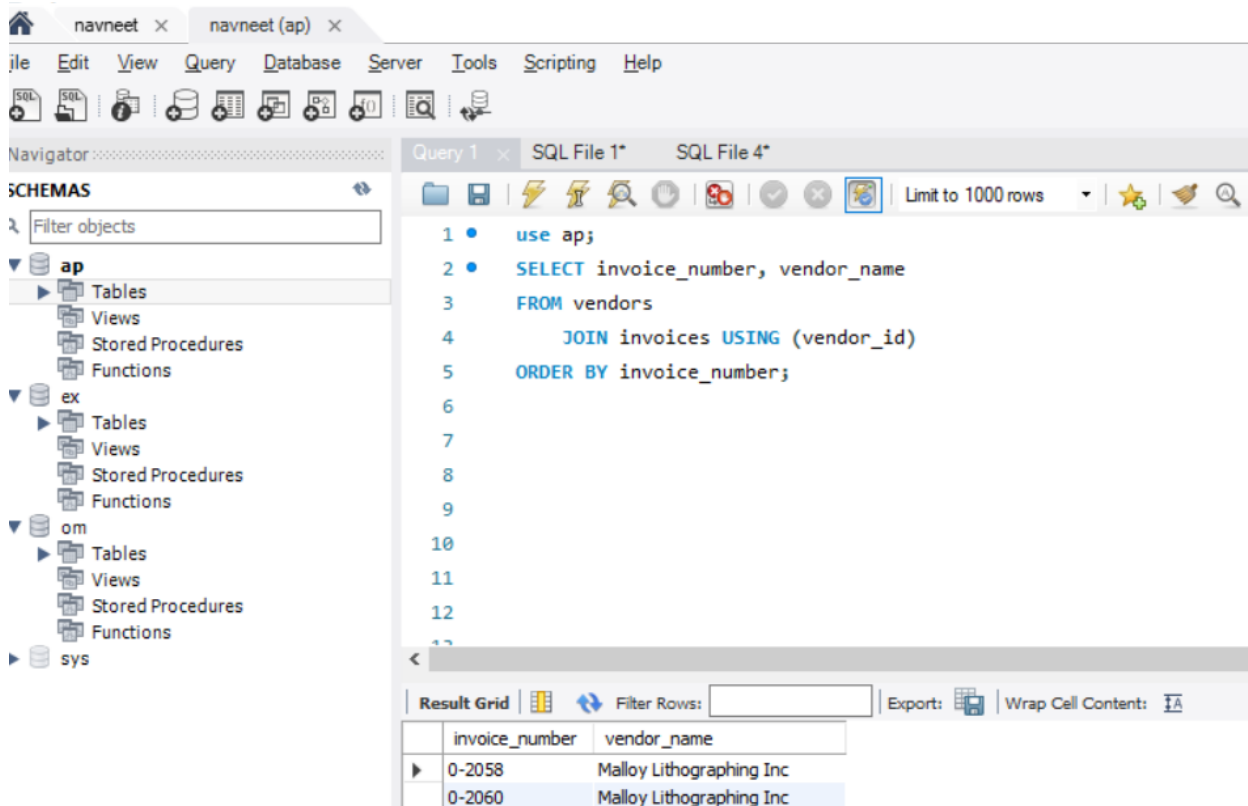 navneet × navneet (ap) ×
ile Edit View Query Database Server Tools Scripting Help
SQL SQL
Navigator
SCHEMAS
Filter objects
ap
Tables
Views
Stored Procedures
Functions
ex
Tables
Views
Stored Procedures
Functions
om
Tables
Views
Stored Procedures
Functions
sys
Query 1 × SQL File 1* SQL File 4*
Limit to 1000 rows
1 use ap;
2 SELECT invoice_number, vendor_name
3 FROM vendors
4 JOIN invoices USING (vendor_id)
5 ORDER BY invoice_number;
6
7
8
9
10
11
12
Result Grid Filter Rows: Export: Wrap Cell Content: IA
invoice_number vendor_name
0-2058 Malloy Lithographing Inc
0-2060 Malloy Lithographing Inc